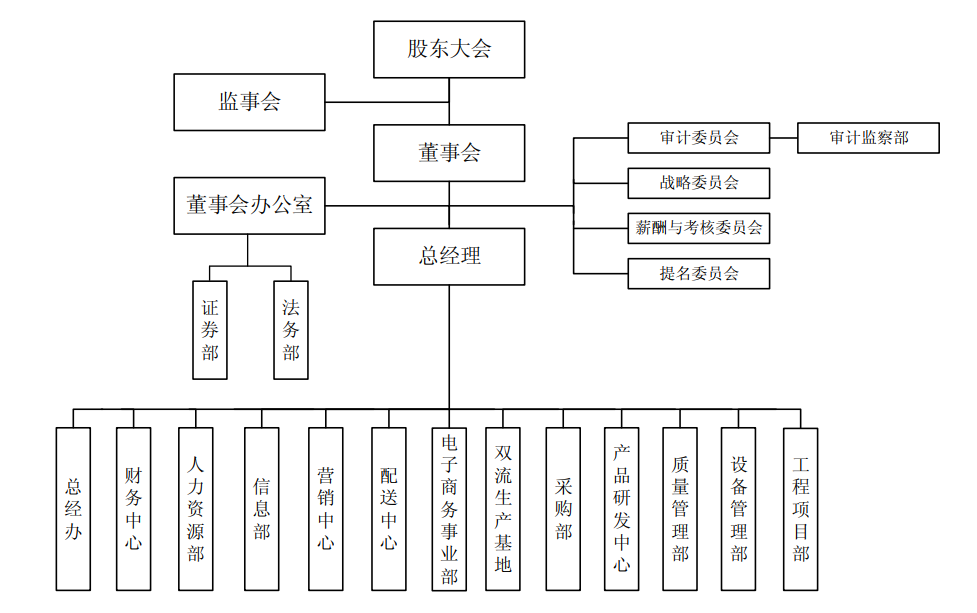 股东大会
监事会
董事会
审计委员会
审计监察部
战略委员会
董事会办公室
薪酬与考核委员会
总经理
提名委员会
证券部
法务部
总经办
财务中心
人力资源部
信息部
营销中心
配送中心
电子商务事业部
双流生产基地
采购部
产品研发中心
质量管理部
设备管理部
工程项目部